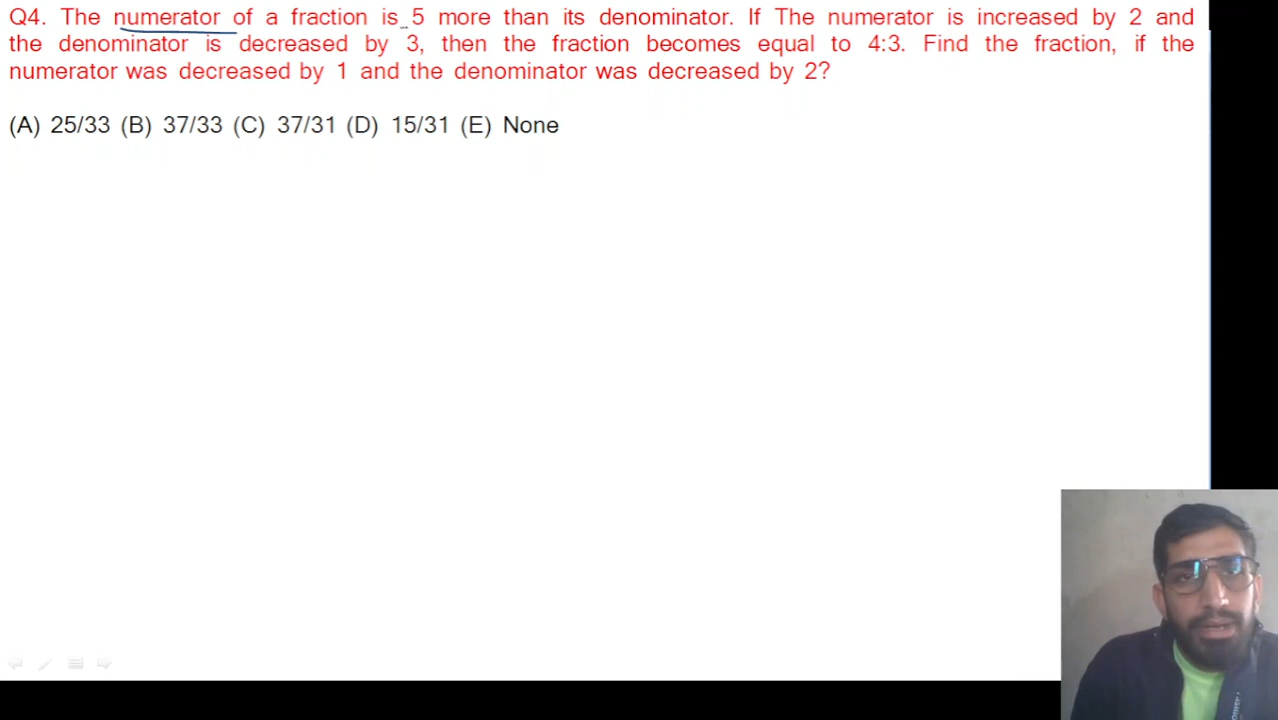 Q4. The numerator of a fraction is 5 more than its denominator. If The numerator is increased by 2 and
the denominator is decreased by 3, then the fraction becomes equal to 4:3. Find the fraction, if the
numerator was decreased by 1 and the denominator was decreased by 2?
(A) 25/33 (B) 37/33 (C) 37/31 (D) 15/31 (E) None